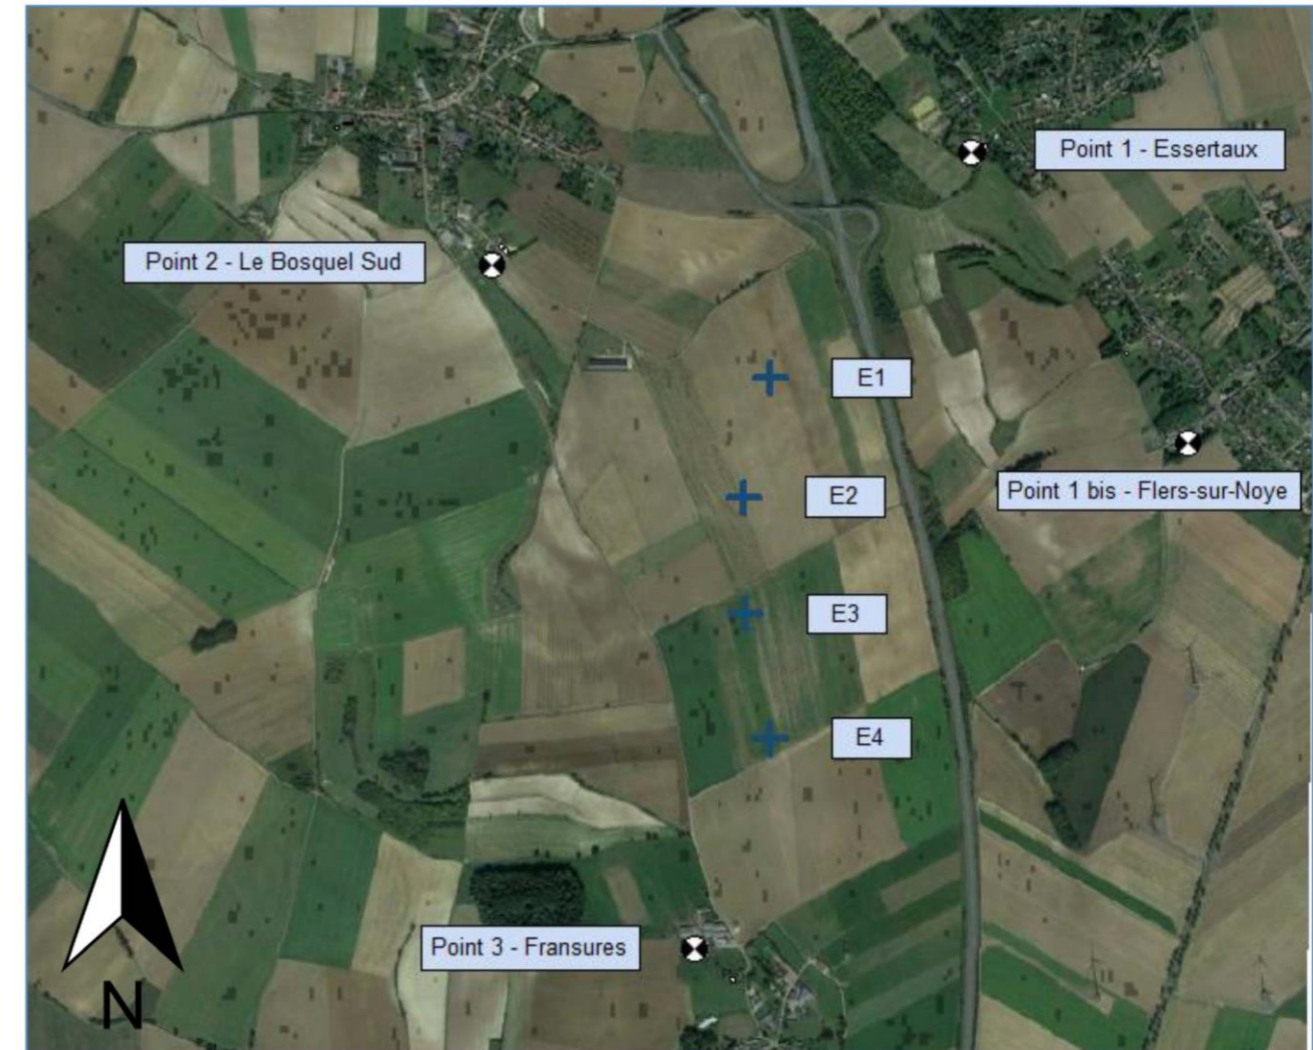 Point 1 - Essertaux
Point 2 - Le Bosquel Sud
E1
Point 1 bis - Flers-sur-Noye
E2
E3
E4
Point 3 - Fransures
N